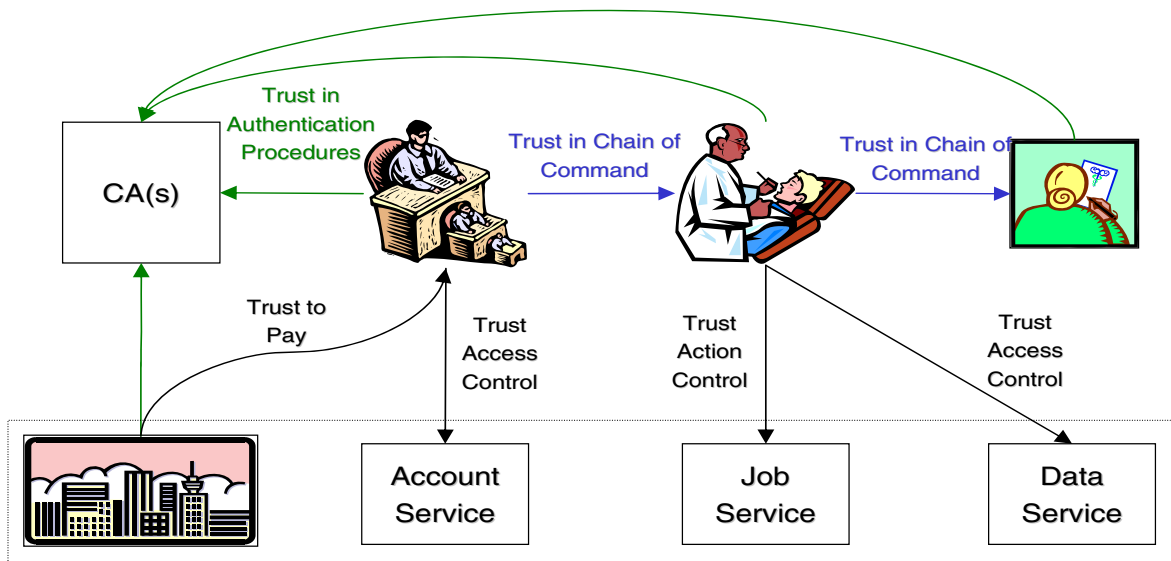 Trust in
Authentication
Procedures
CA(s)
Trust in Chain of
Command
Trust in Chain of
Command
Trust to
Pay
Trust
Access
Control
Trust
Action
Control
Trust
Access
Control
Account
Service
Job
Service
Data
Service